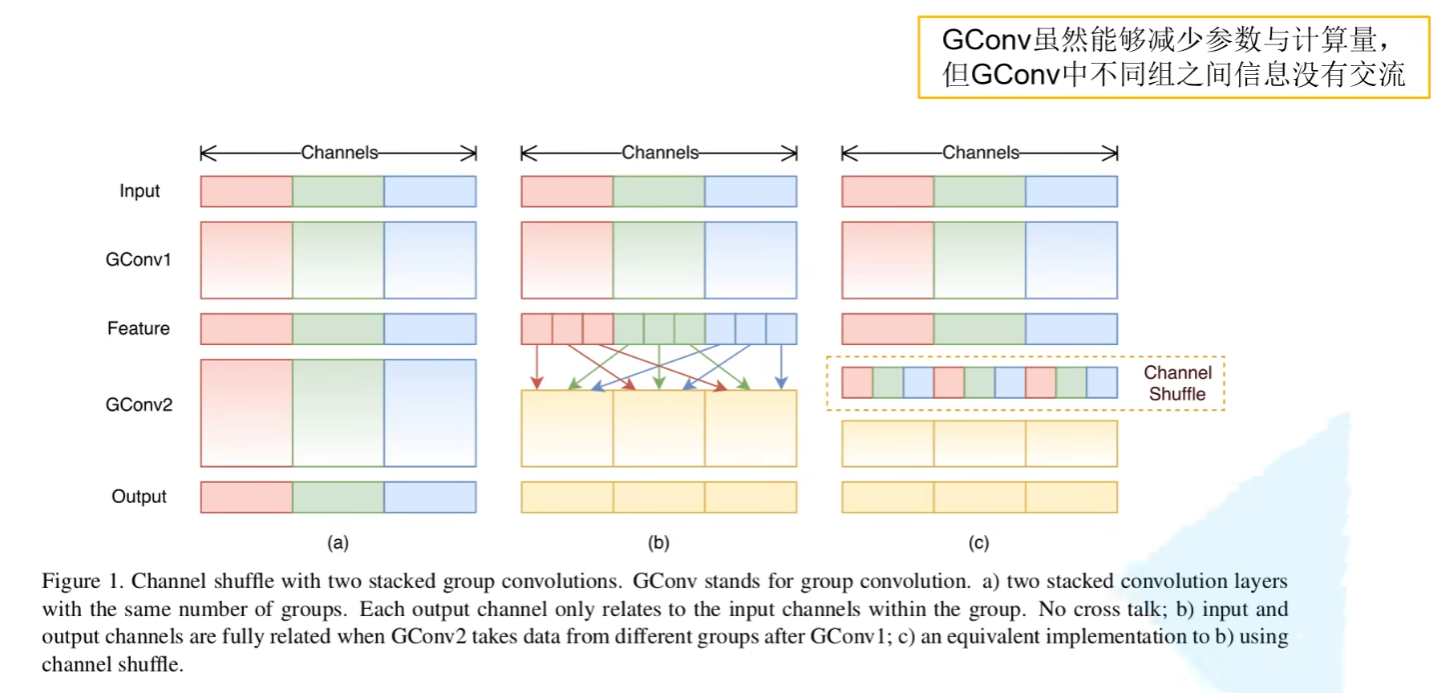 GConv虽然能够减少参数与计算量，
但GConv中不同组之间信息没有交流
Channels
Channels
Channels
Input
GConv1
Feature
GConv2
Output
Channel
Shuffle
(a)
(b)
(c)
Figure 1. Channel shuffle with two stacked group convolutions. GConv stands for group convolution. a) two stacked convolution layers
with the same number of groups. Each output channel only relates to the input channels within the group. No cross talk; b) input and
output channels are fully related when GConv2 takes data from different groups after GConv1; c) an equivalent implementation to b) using
channel shuffle.